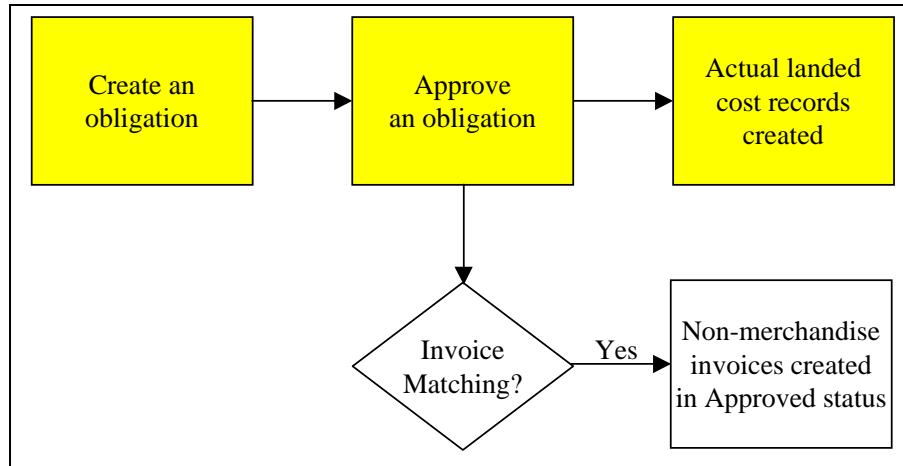 Create an
obligation
Approve
an obligation
Actual landed
cost records
created
Invoice
Matching?
Yes
Non-merchandise
invoices created
in Approved status